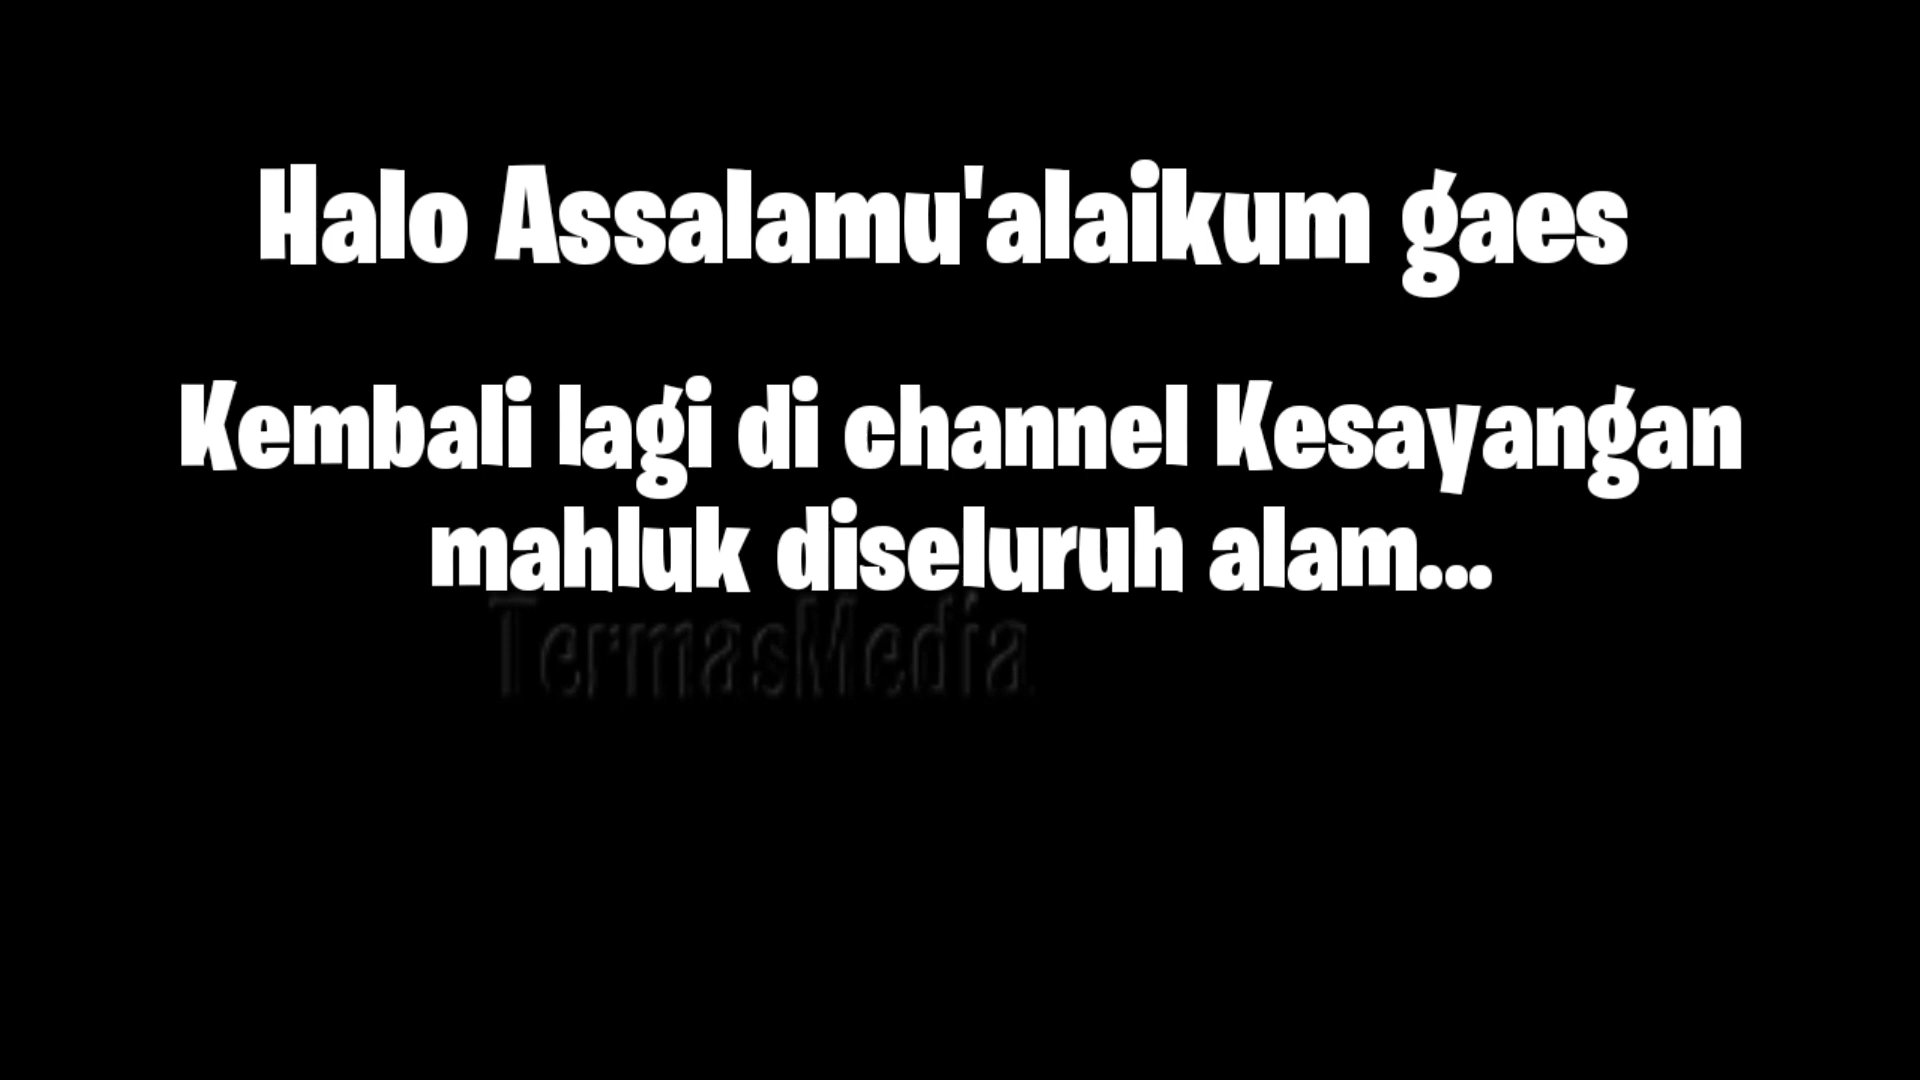 Halo Assalamu'alaikum gaes
Kembali lagi di channel Kesayangan
mahluk diseluruh alam...
TermasMedia